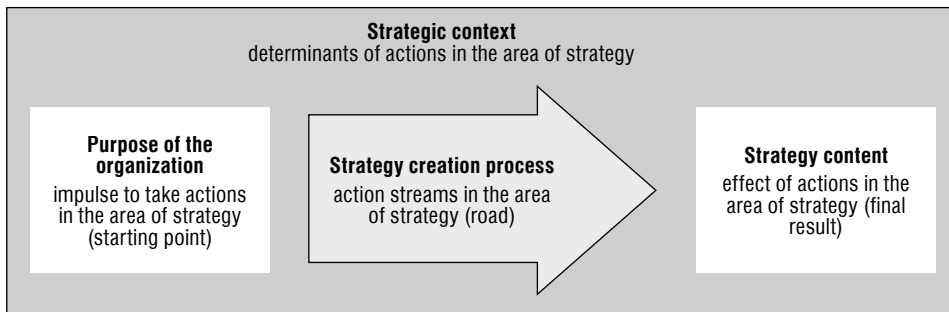 Strategic context
determinants of actions in the area of strategy
Purpose of the
organization
impulse to take actions
in the area of strategy
(starting point)
Strategy creation process
action streams in the area
of strategy (road)
Strategy content
effect of actions in the
area of strategy (final
result)